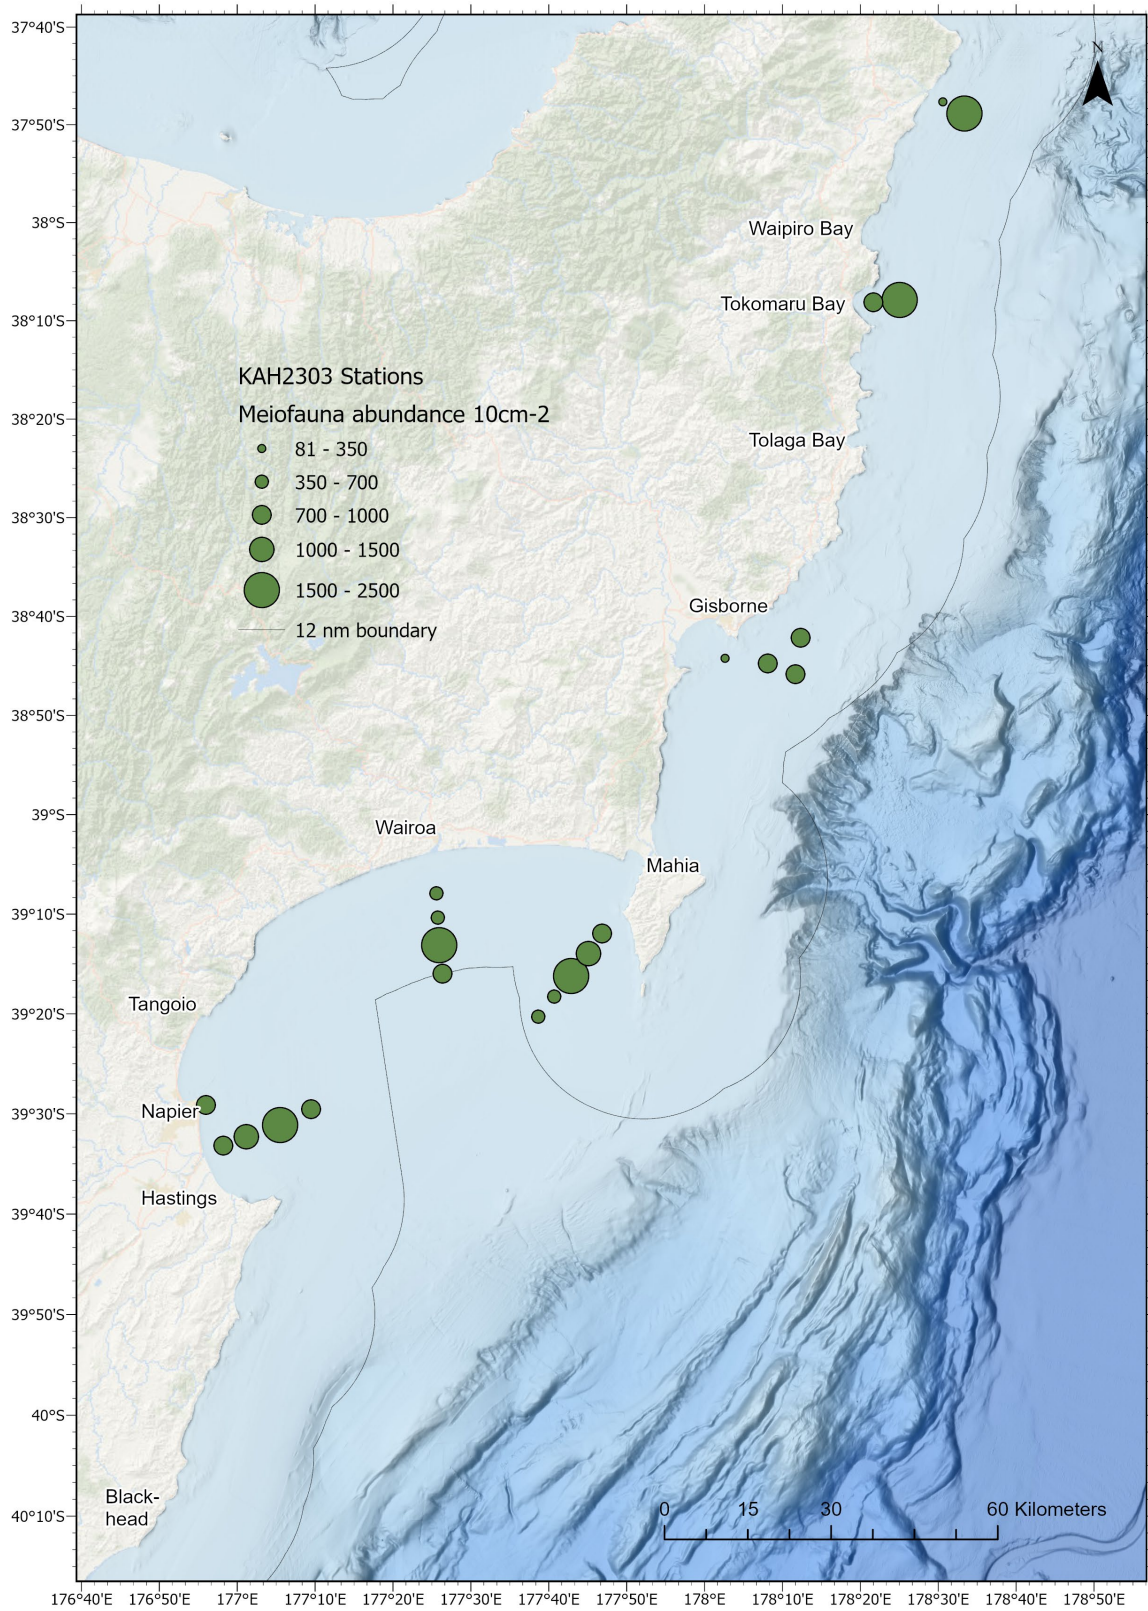 37°40'S
N
37°50'S
38°S
Waipiro Bay
Tokomaru Bay
38°10'S
KAH2303 Stations
Meiofauna abundance 10cm-2
38°20'S
Tolaga Bay
81 - 350
350 - 700
700 - 1000
38°30'S
1000 - 1500
1500 - 2500
Gisborne
38°40'S
12 nm boundary
38°50'S
39°S
Wairoa
Mahia
39°10'S
Tangoio
39°20'S
Napier
39°30'S
Hastings
39°40'S
39°50'S
40°S
Black-
head
0 15 30 60 Kilometers
40°10'S
176°40'E 176°50'E 177°E 177°10'E 177°20'E 177°30'E 177°40'E 177°50'E 178°E 178°10'E 178°20'E 178°30'E 178°40'E 178°50'E